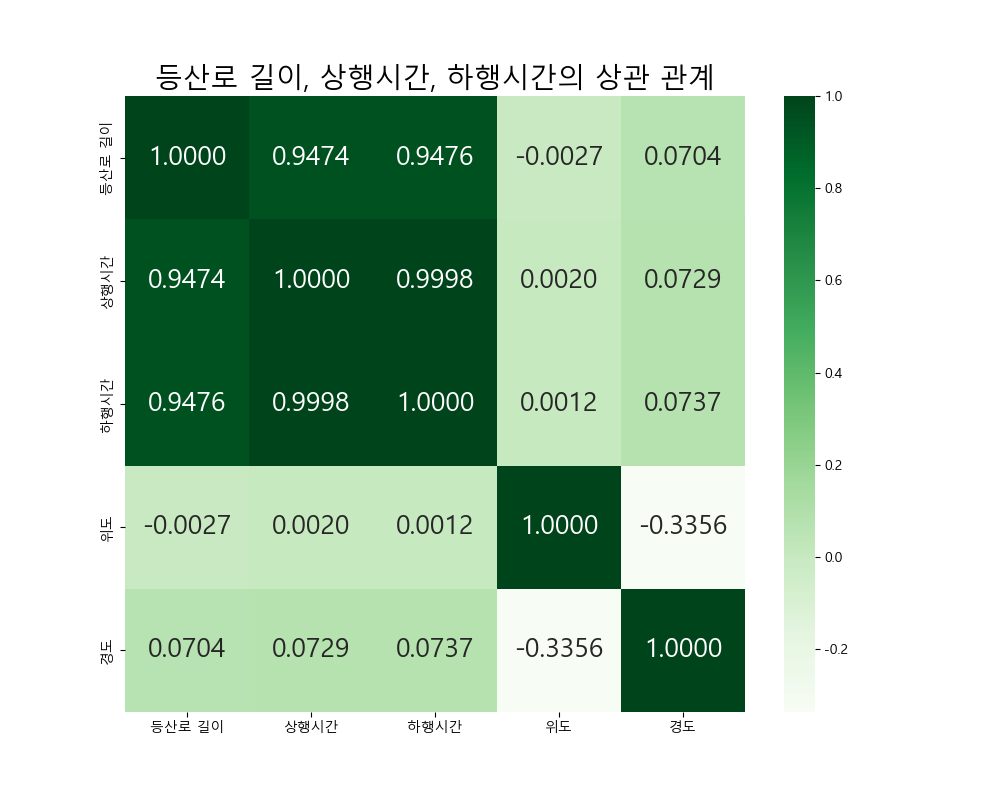 등산로 길이, 상행시간, 하행시간의 상관 관계
등산로 길이 1.0000 0.9474 0.9476 -0.0027 0.0704
상행시간 0.9474 1.0000 0.9998 0.0020 0.0729
하행시간 0.9476 0.9998 1.0000 0.0012 0.0737
위도 -0.0027 0.0020 0.0012 1.0000 -0.3356
경도 0.0704 0.0729 0.0737 -0.3356 1.0000
등산로 길이 상행시간 하행시간 위도 경도
1.0
0.8
0.6
0.4
0.2
0.0
-0.2